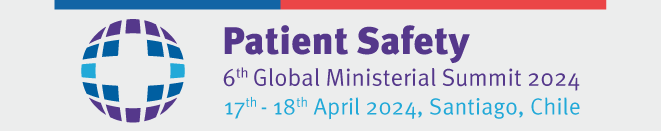 Patient Safety
6th Global Ministerial Summit 2024
17th - 18th April 2024, Santiago, Chile